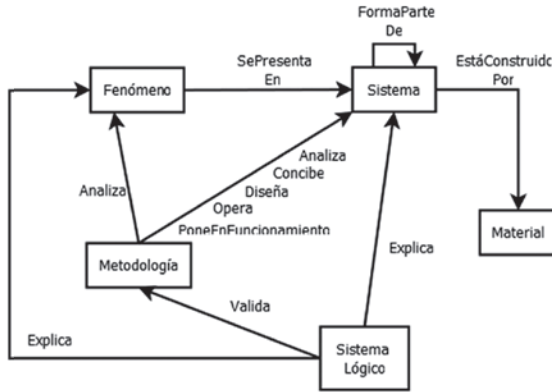 FormaParte
De
SePresenta
En
EstáConstruido
Por
Fenómeno
Sistema
Analiza
Concibe
Diseña
Opera
PoneEnFuncionamiento
Analiza
Material
Metodología
Explica
Valida
Explica
Sistema
Lógico